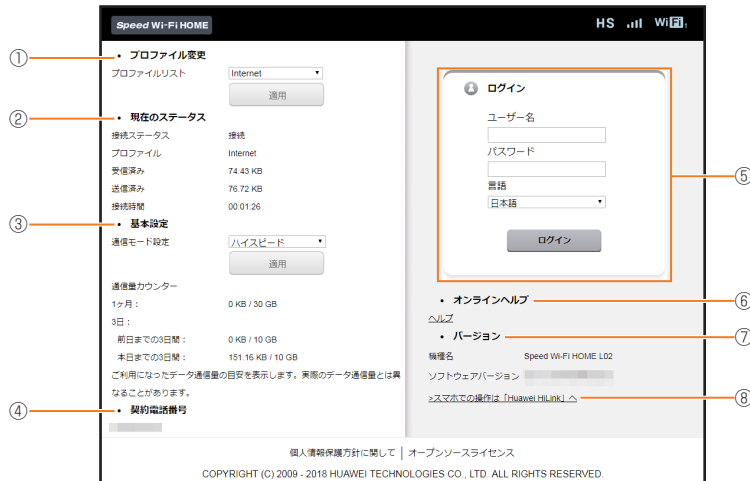 Speed Wi-Fi HOME
HS WiFi 1
① ・ プロファイル変更
プロファイルリスト Internet
適用
② ・ 現在のステータス
接続ステータス 接続
プロファイル Internet
受信済み 74.43 KB
送信済み 76.72 KB
接続時間 00:01:26
③ ・ 基本設定
通信モード設定 ハイスピード
適用
通信量カウンター
1ヶ月： 0 KB / 30 GB
3日：
前日までの3日間： 0 KB / 10 GB
本日までの3日間： 151.16 KB / 10 GB
ご利用になったデータ通信量の目安を表示します。実際のデータ通信量とは異
なることがあります。
④ ・ 契約電話番号
ログイン
ユーザー名
パスワード
⑤
言語
日本語
ログイン
・ オンラインヘルプ ⑥
ヘルプ
・ バージョン ⑦
機種名 Speed Wi-Fi HOME L02
ソフトウェアバージョン
>スマホでの操作は「Huawei HiLink」へ ⑧
個人情報保護方針に関して | オープンソースライセンス
COPYRIGHT (C) 2009 - 2018 HUAWEI TECHNOLOGIES CO., LTD. ALL RIGHTS RESERVED.